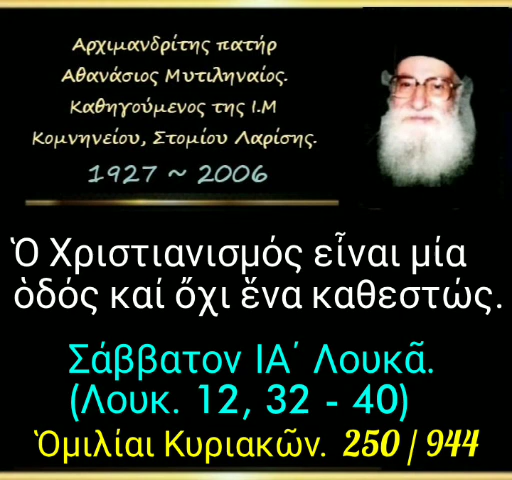 Αρχιμανδρίτης πατήρ
Αθανάσιος Μυτιληναίος.
Καθηγούμενος της Ι.Μ
Κομνηνείου, Στομίου Λαρίσης.
1927 ~ 2006
Ὁ Χριστιανισμός εἶναι μία
ὁδός καί ὄχι ἕνα καθεστώς.
Σάββατον ΙΑ΄ Λουκᾶ.
(Λουκ. 12, 32 - 40)
Ὁμιλίαι Κυριακῶν. 250 / 944